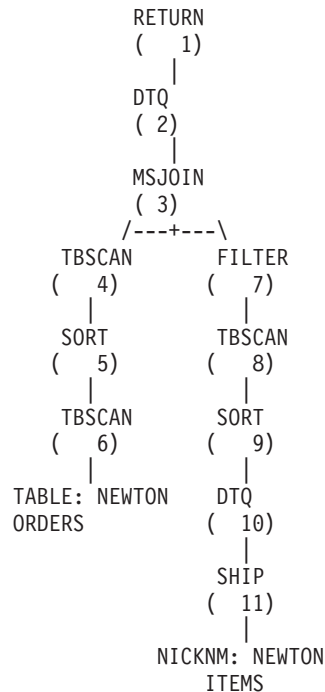 RETURN
( 1)
|
DTQ
( 2)
|
MSJOIN
( 3)
/---+---\
TBSCAN FILTER
( 4) ( 7)
| |
SORT TBSCAN
( 5) ( 8)
| |
TBSCAN SORT
( 6) ( 9)
| |
TABLE: NEWTON DTQ
ORDERS ( 10)
|
SHIP
( 11)
|
NICKNM: NEWTON
ITEMS